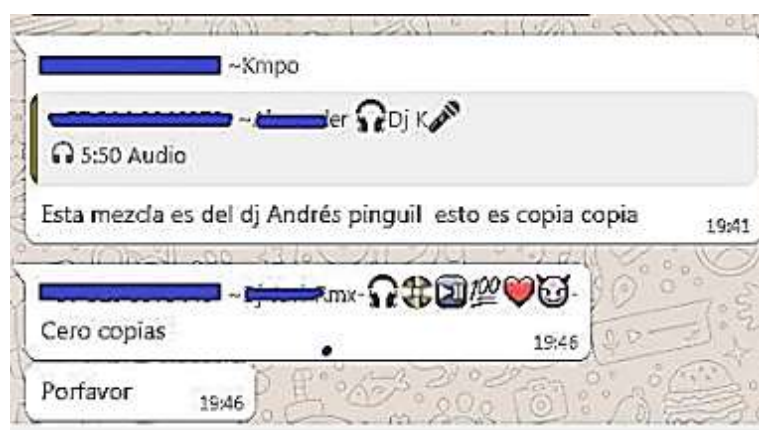 ~Kmpo
er 🎧Dj K🎤
🎧 5:50 Audio
Esta mezcla es del dj Andrés pinguil esto es copia copia
19:41
mx-🎧💯❤️😈-
Cero copias
19:46
Porfavor
19:46